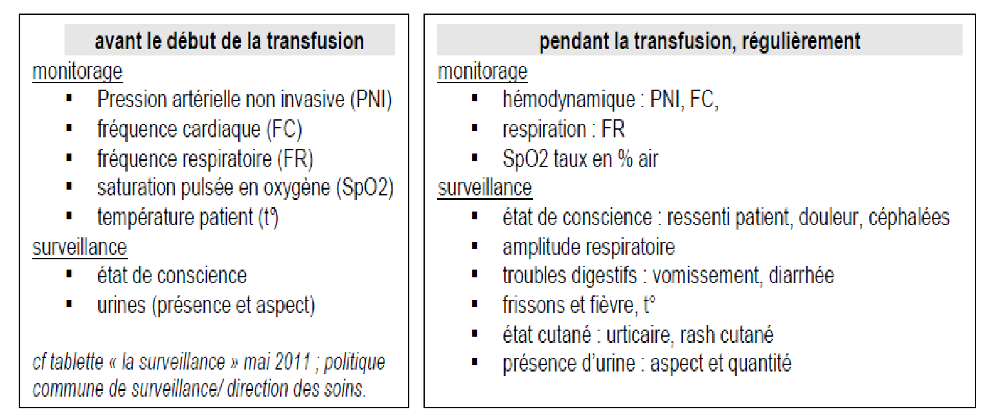 avant le début de la transfusion
monitorage
▪ Pression artérielle non invasive (PNI)
▪ fréquence cardiaque (FC)
▪ fréquence respiratoire (FR)
▪ saturation pulsée en oxygène (SpO2)
▪ température patient (t°)
surveillance
▪ état de conscience
▪ urines (présence et aspect)
cf tablette « la surveillance » mai 2011 ; politique
commune de surveillance/ direction des soins.
pendant la transfusion, régulièrement
monitorage
▪ hémodynamique : PNI, FC,
▪ respiration : FR
▪ SpO2 taux en % air
surveillance
▪ état de conscience : ressenti patient, douleur, céphalées
▪ amplitude respiratoire
▪ troubles digestifs : vomissement, diarrhée
▪ frissons et fièvre, t°
▪ état cutané : urticaire, rash cutané
▪ présence d'urine : aspect et quantité